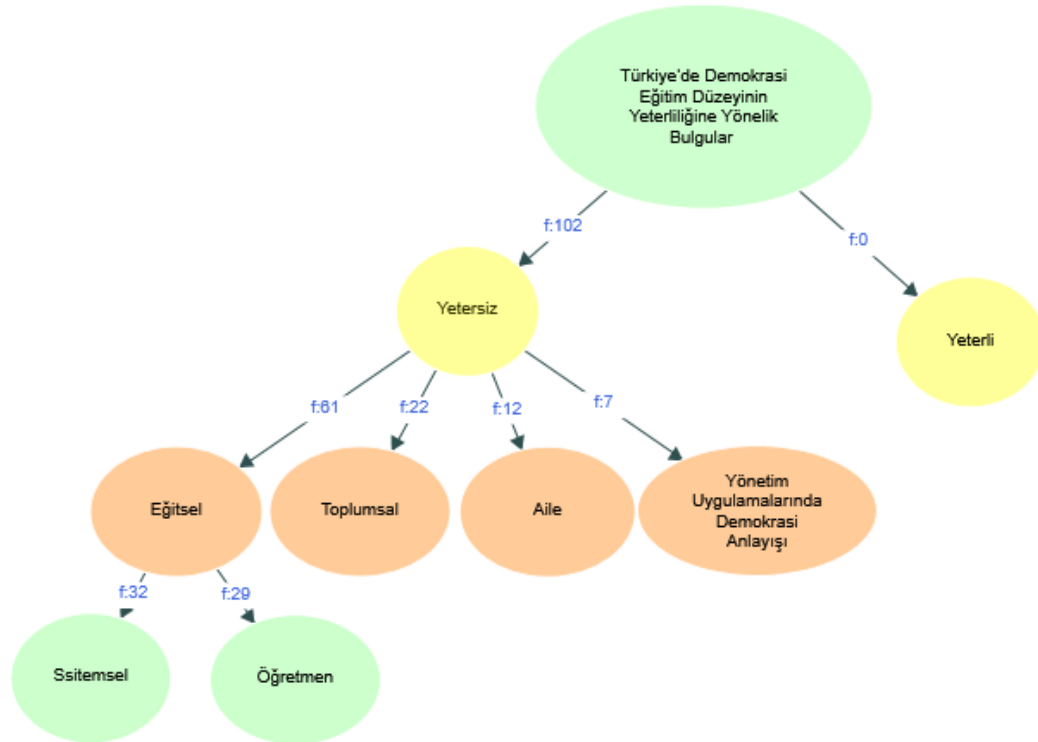 Türkiye'de Demokrasi
Eğitim Düzeyinin
Yeterliliğine Yönelik
Bulgular
f:102
f:0
Yetersiz
Yeterli
f:61
f:22
f:12
f:7
Eğitsel
Toplumsal
Aile
Yönetim
Uygulamalarında
Demokrasi
Anlayışı
f:32
f:29
Ssitemsel
Öğretmen